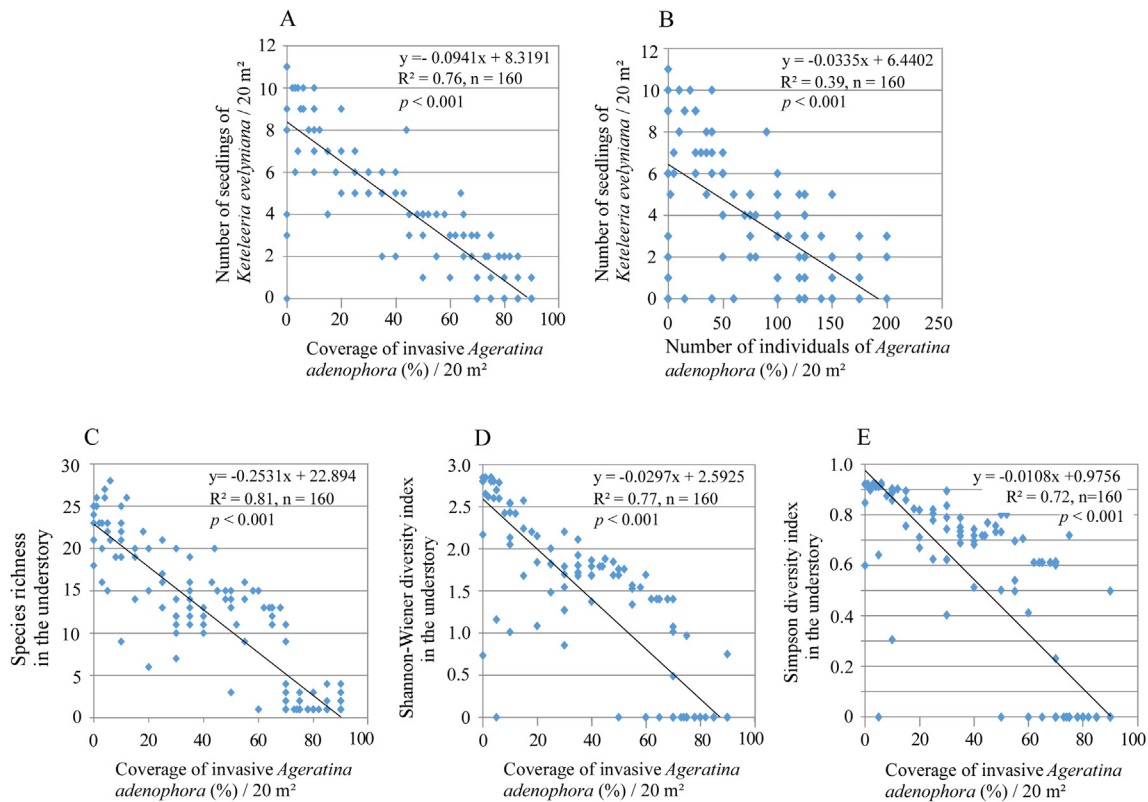 A
12
10
8
6
4
2
0
0 20 40 60 80 100
y =- 0.0941x + 8.3191
R² = 0.76, n = 160
p < 0.001
Number of seedlings of
Keteleeria evelyniana / 20 m²
Coverage of invasive Ageratina
adenophora (%) / 20 m²
B
12
10
8
6
4
2
0
0 50 100 150 200 250
y = -0.0335x + 6.4402
R² = 0.39, n = 160
p < 0.001
Number of seedlings of
Keteleeria evelyniana / 20 m²
Number of individuals of Ageratina
adenophora (%) / 20 m²
C
30
25
20
15
10
5
0
0 20 40 60 80 100
y= -0.2531x + 22.894
R² = 0.81, n = 160
p < 0.001
Species richness
in the understory
Coverage of invasive Ageratina
adenophora (%) / 20 m²
D
3.0
2.5
2.0
1.5
1.0
0.5
0
0 20 40 60 80 100
y = -0.0297x + 2.5925
R² = 0.77, n = 160
p < 0.001
Shannon-Wiener diversity index
in the understory
Coverage of invasive Ageratina
adenophora (%) / 20 m²
E
1.0
0.8
0.6
0.4
0.2
0
0 20 40 60 80 100
y = -0.0108x +0.9756
R² = 0.72, n=160
p < 0.001
Simpson diversity index
in the understory
Coverage of invasive Ageratina
adenophora (%) / 20 m²